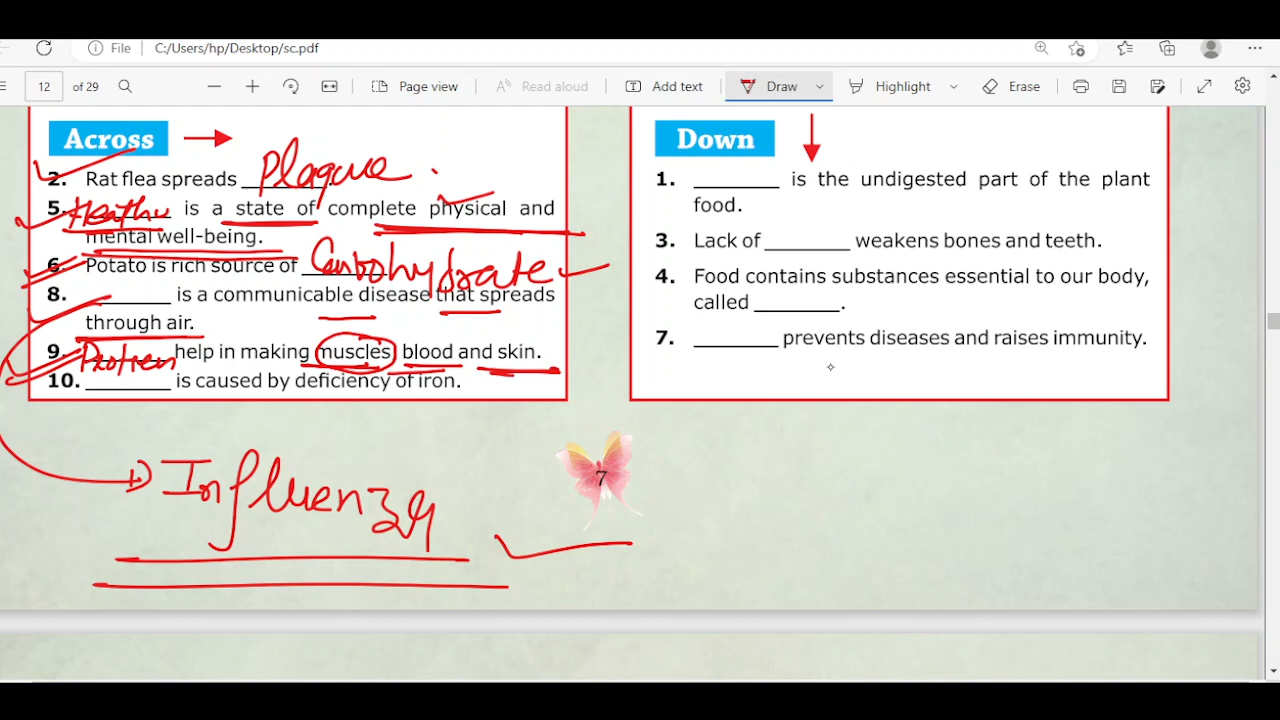 File C:/Users/hp/Desktop/sc.pdf
12 of 29 Page view Read aloud Add text Draw Highlight Erase
Across
2. Rat flea spreads Plague.
5. Health is a state of complete physical and
mental well-being.
6. Potato is rich source of Carbohydrate
8. ________ is a communicable disease that spreads
through air.
9. Protien help in making muscles, blood and skin.
10. ________ is caused by deficiency of iron.
Influenza
7
Down
1. ________ is the undigested part of the plant
food.
3. Lack of ________ weakens bones and teeth.
4. Food contains substances essential to our body,
called ________.
7. ________ prevents diseases and raises immunity.